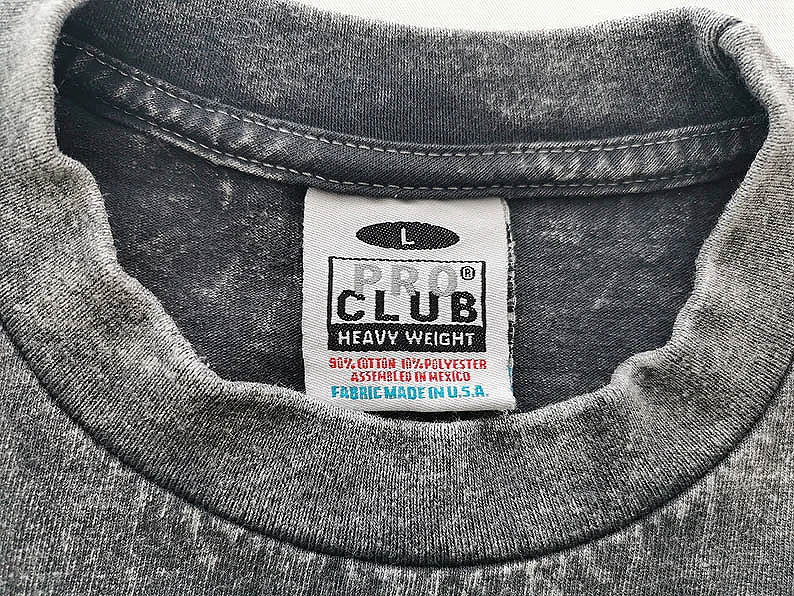 L
PRO®
CLUB
HEAVY WEIGHT
90% COTTON 10% POLYESTER
ASSEMBLED IN MEXICO
FABRIC MADE IN U.S.A.